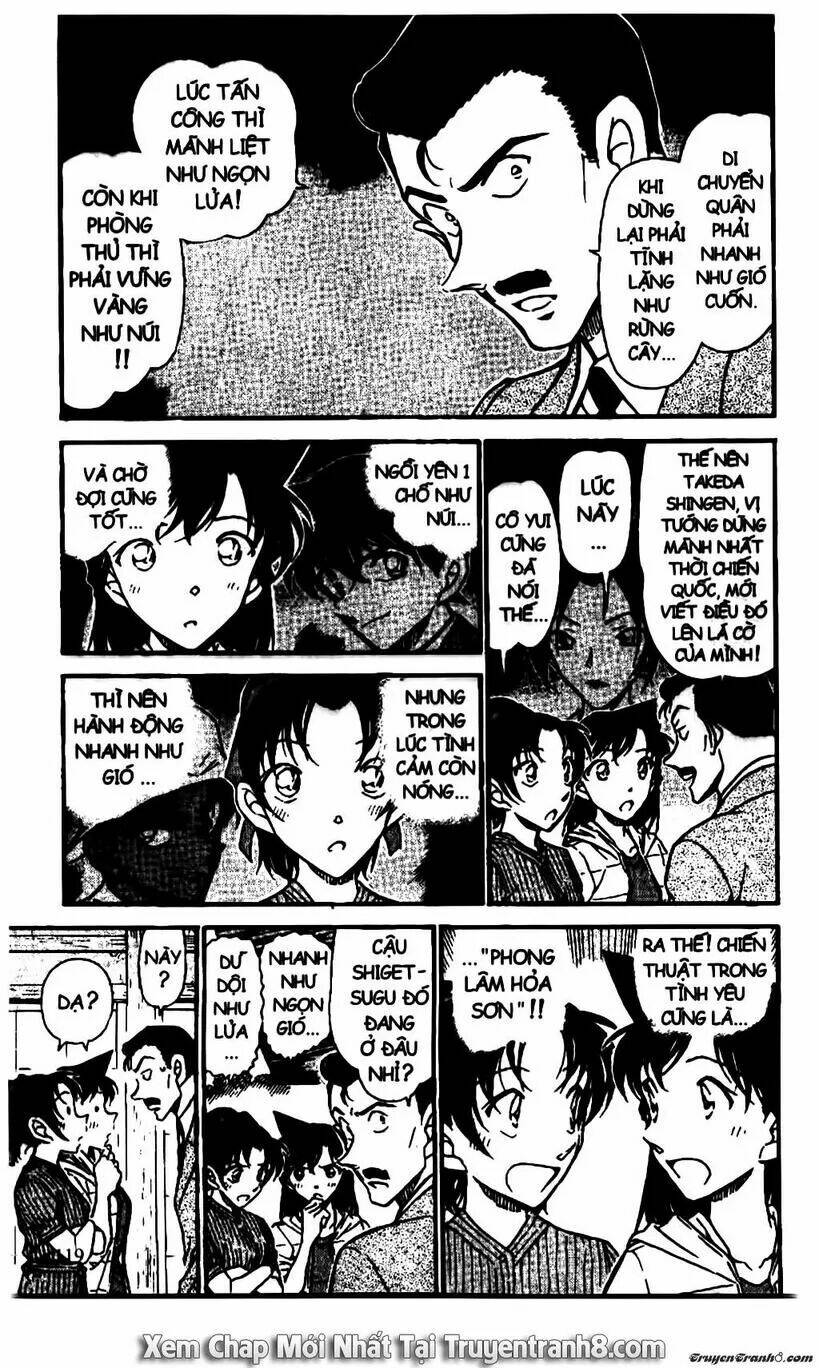 DI
CHUYỂN
QUÂN
PHẢI
NHANH
NHƯ GIÓ
CUỐN.
KHI
DỪNG
LẠI PHẢI
TĨNH
LẶNG
NHƯ
RỪNG
CÂY...
LÚC TẤN
CÔNG THÌ
MÃNH LIỆT
NHƯ NGỌN
LỬA!
CÒN KHI
PHÒNG
THỦ THÌ
PHẢI VỮNG
VÀNG
NHƯ NÚI
!!
THẾ NÊN
TAKEDA
SHINGEN, VỊ
TƯỚNG DŨNG
MÃNH NHẤT
THỜI CHIẾN
QUỐC, MỚI
VIẾT ĐIỀU ĐÓ
LÊN LÁ CỜ
CỦA MÌNH!
LÚC
NÃY
...
CÔ YUI
CŨNG
ĐÃ
NÓI
THẾ...
NGỒI YÊN 1
CHỖ NHƯ
NÚI...
VÀ CHỜ
ĐỢI CŨNG
TỐT...
NHƯNG
TRONG
LÚC TÌNH
CẢM CÒN
NÓNG...
THÌ NÊN
HÀNH ĐỘNG
NHANH NHƯ
GIÓ ...
RA THẾ! CHIẾN
THUẬT TRONG
TÌNH YÊU
CŨNG LÀ...
..."PHONG
LÂM HỎA
SƠN"!!
CẬU
SHIGET-
SUGU ĐÓ
ĐANG
Ở ĐÂU
NHỈ?
NHANH
NHƯ
NGỌN
GIÓ...
DỮ
DỘI
NHƯ
LỬA
...
NÀY
?
DẠ?
Xem Chap Mới Nhất Tại Truyentranh8.com
TruyenTranh8.com